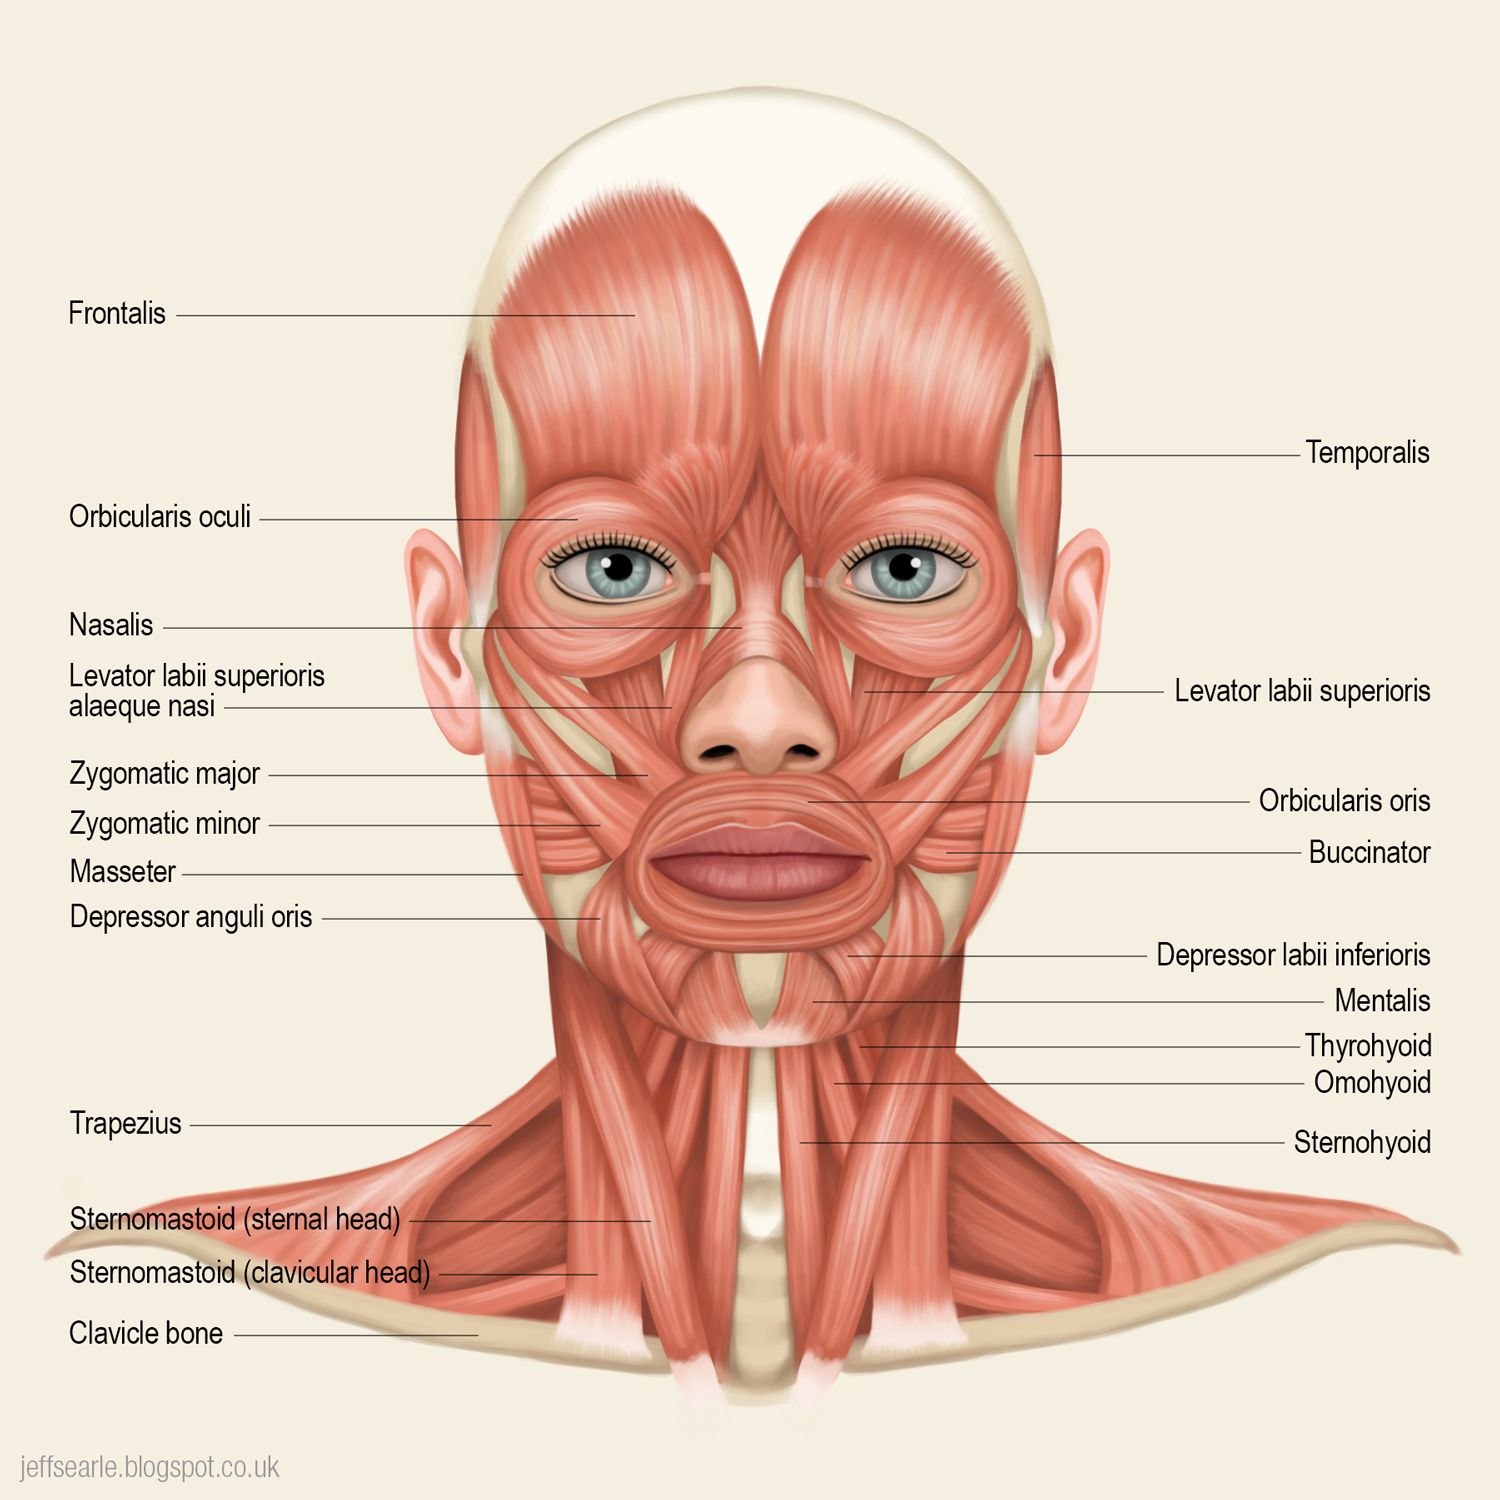 Frontalis
Orbicularis oculi
Nasalis
Levator labii superioris
alaeque nasi
Zygomatic major
Zygomatic minor
Masseter
Depressor anguli oris
Trapezius
Sternomastoid (sternal head)
Sternomastoid (clavicular head)
Clavicle bone
Temporalis
Levator labii superioris
Orbicularis oris
Buccinator
Depressor labii inferioris
Mentalis
Thyrohyoid
Omohyoid
Sternohyoid
jeffsearle.blogspot.co.uk